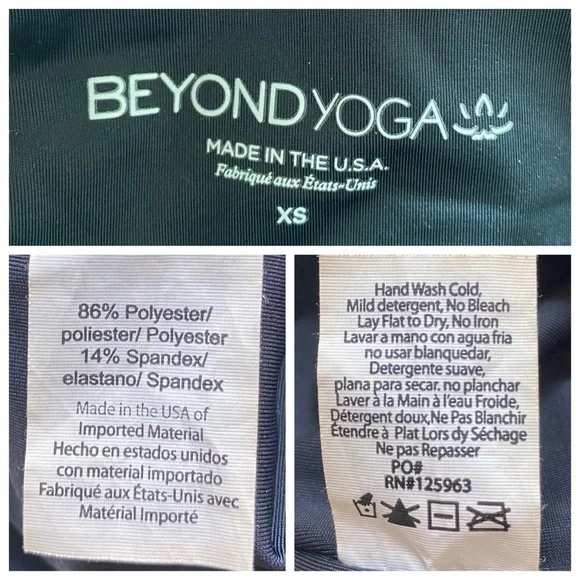 BEYOND YOGA
MADE IN THE U.S.A.
Fabriqué aux États-Unis
XS
86% Polyester/
poliester/ Polyester
14% Spandex/
elastano/ Spandex
Made in the USA of
Imported Material
Hecho en estados unidos
con material importado
Fabriqué aux États-Unis avec
Matérial Importé
Hand Wash Cold,
Mild detergent, No Bleach
Lay Flat to Dry, No Iron
Lavar a mano con agua fria
no usar blanquedar,
Detergente suave,
plana para secar. no planchar
Laver à la Main à l'eau Froide,
Détergent doux,Ne Pas Blanchir
Étendre à Plat Lors dy Séchage
Ne pas Repasser
PO#
RN#125963